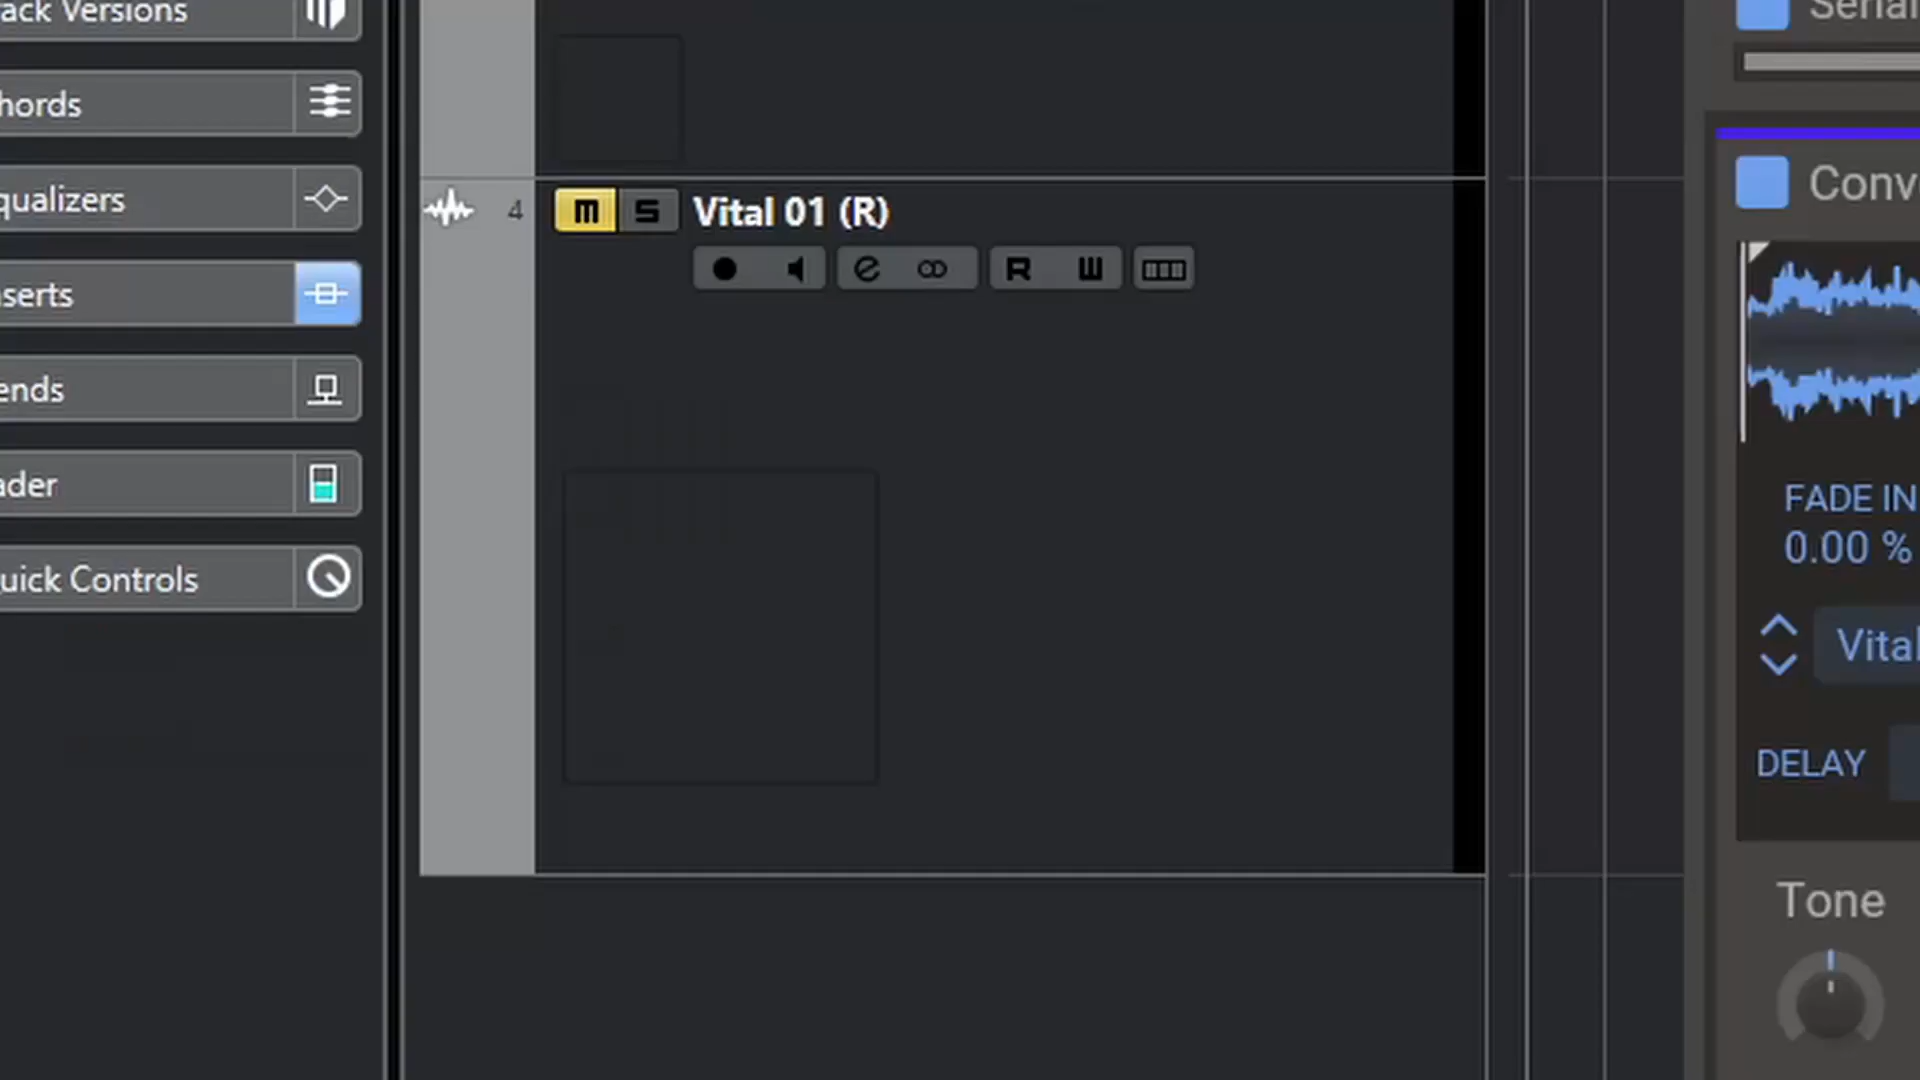 ack Versions
hords
qualizers
serts
ends
ader
uick Controls
4
M S Vital 01 (R)
e R W
Serial
Conv
FADE IN
0.00 %
Vital
DELAY
Tone